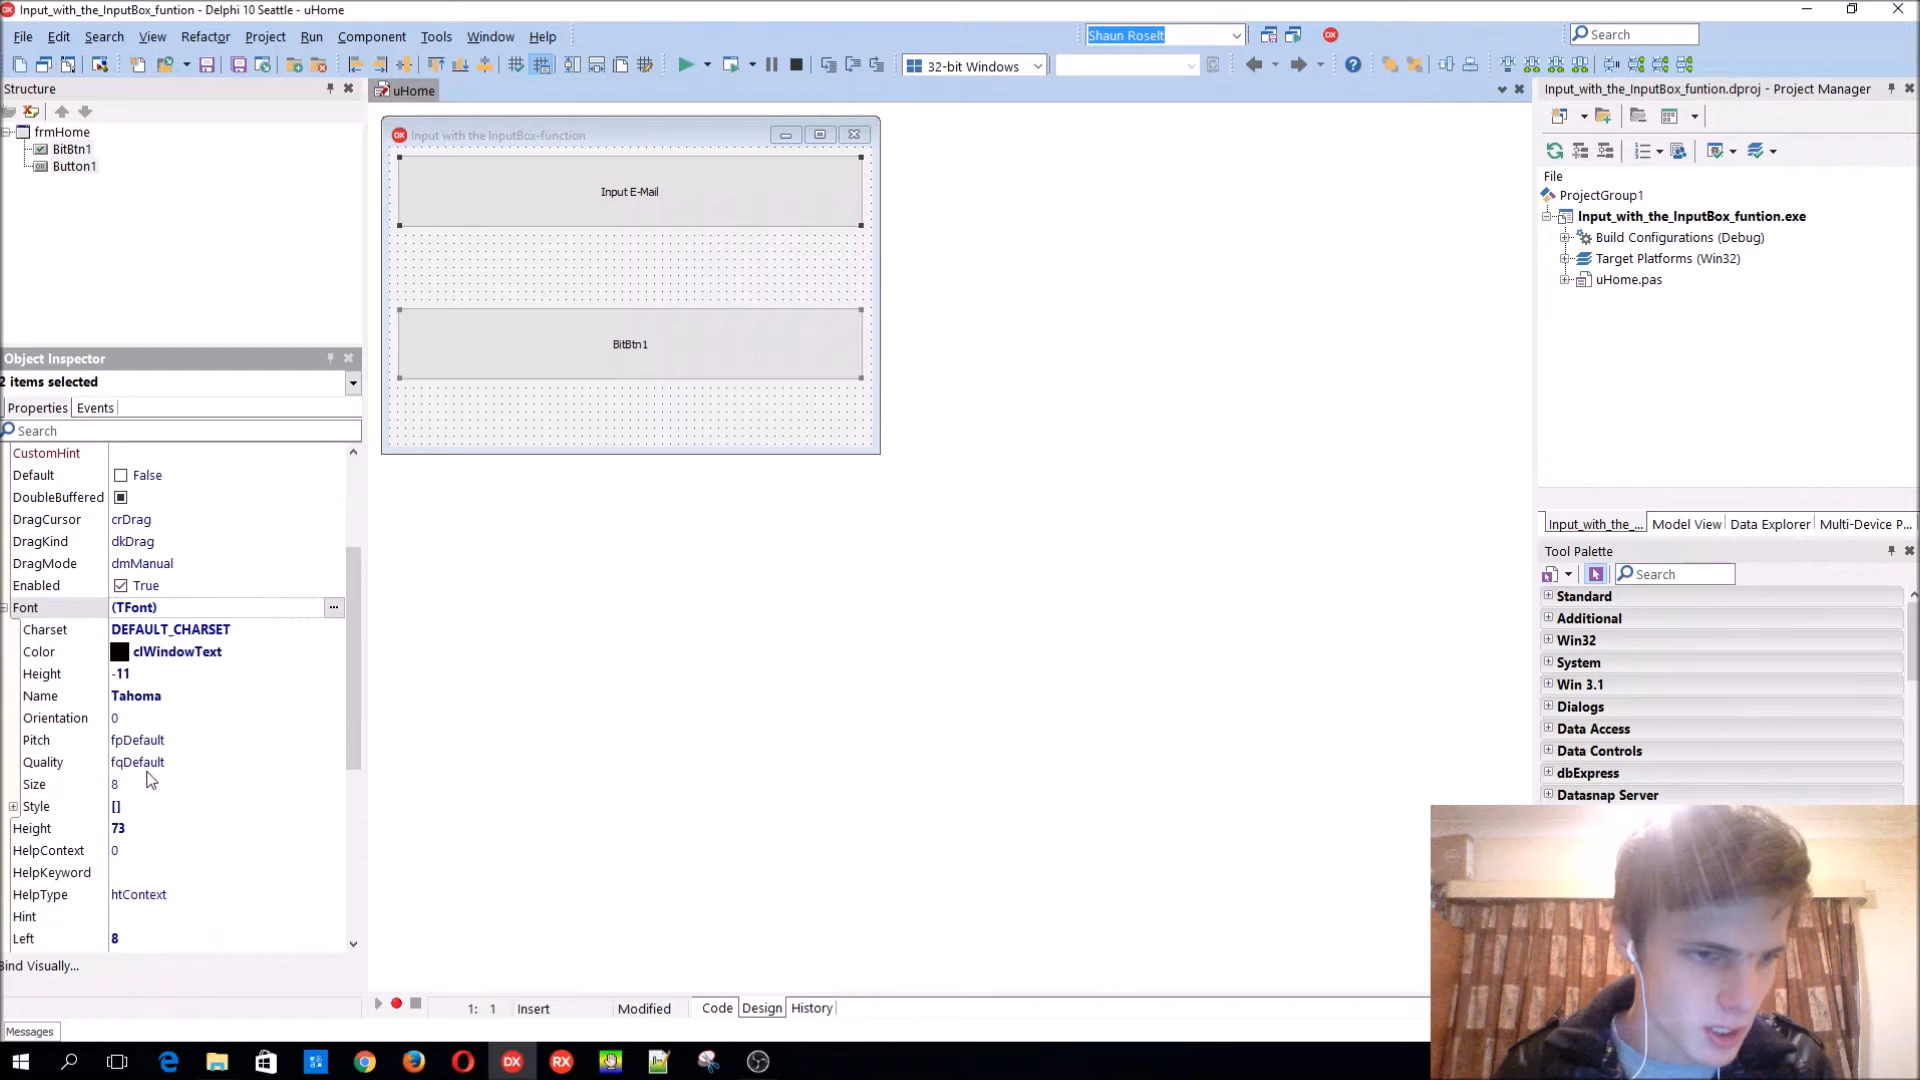 Input_with_the_InputBox_funtion - Delphi 10 Seattle - uHome
File Edit Search View Refactor Project Run Component Tools Window Help
Shaun Roselt
Search
32-bit Windows
Structure
frmHome
BitBtn1
Button1
uHome
Input with the InputBox-function
Input E-Mail
BitBtn1
Object Inspector
2 items selected
Properties Events
Search
CustomHint
Default False
DoubleBuffered
DragCursor crDrag
DragKind dkDrag
DragMode dmManual
Enabled True
Font (TFont)
Charset DEFAULT_CHARSET
Color clWindowText
Height -11
Name Tahoma
Orientation 0
Pitch fpDefault
Quality fqDefault
Size 8
Style []
Height 73
HelpContext 0
HelpKeyword
HelpType htContext
Hint
Left 8
Bind Visually...
1: 1 Insert Modified Code Design History
Messages
Input_with_the_InputBox_funtion.dproj - Project Manager
File
ProjectGroup1
Input_with_the_InputBox_funtion.exe
Build Configurations (Debug)
Target Platforms (Win32)
uHome.pas
Input_with_the_... Model View Data Explorer Multi-Device P...
Tool Palette
Search
Standard
Additional
Win32
System
Win 3.1
Dialogs
Data Access
Data Controls
dbExpress
Datasnap Server
DX
RX